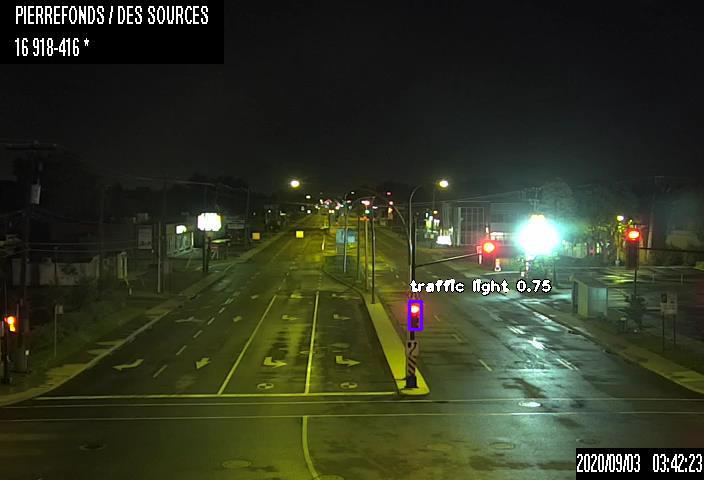 PIERREFONDS / DES SOURCES
16 918-416 *
traffic light 0.75
2020/09/03 03:42:23